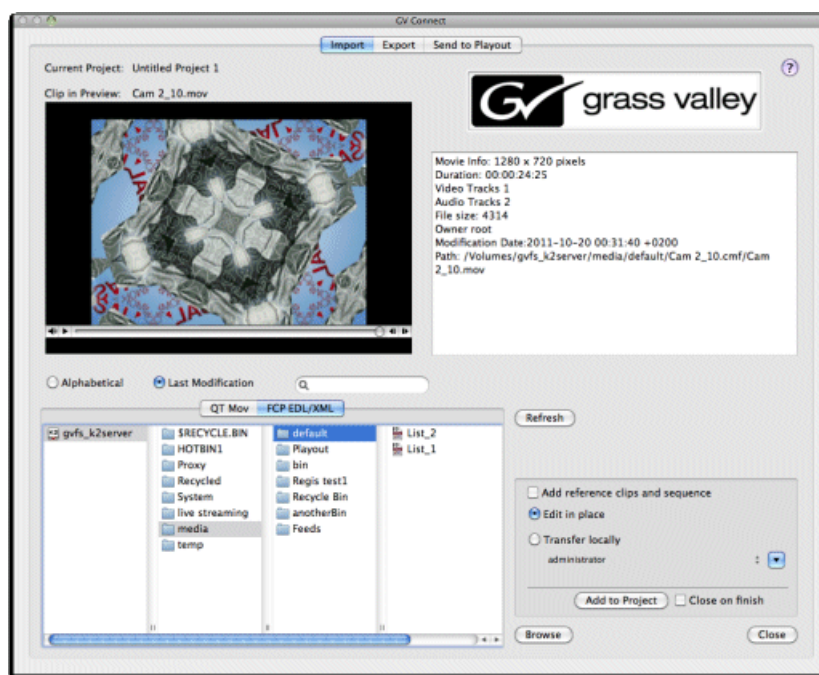 GV Connect
Import Export Send to Playout
Current Project: Untitled Project 1
Clip in Preview: Cam 2_10.mov
GV grass valley
?
Movie Info: 1280 x 720 pixels
Duration: 00:00:24:25
Video Tracks 1
Audio Tracks 2
File size: 4314
Owner root
Modification Date:2011-10-20 00:31:40 +0200
Path: /Volumes/gvfs_k2server/media/default/Cam 2_10.cmf/Cam
2_10.mov
Alphabetical Last Modification
QT Mov FCP EDL/XML
gvfs_k2server
$RECYCLE.BIN
HOTBIN1
Proxy
Recycled
System
live streaming
media
temp
default
Playout
bin
Regis test1
Recycle Bin
anotherBin
Feeds
List_2
List_1
Refresh
Add reference clips and sequence
Edit in place
Transfer locally
administrator
Add to Project Close on finish
Browse Close